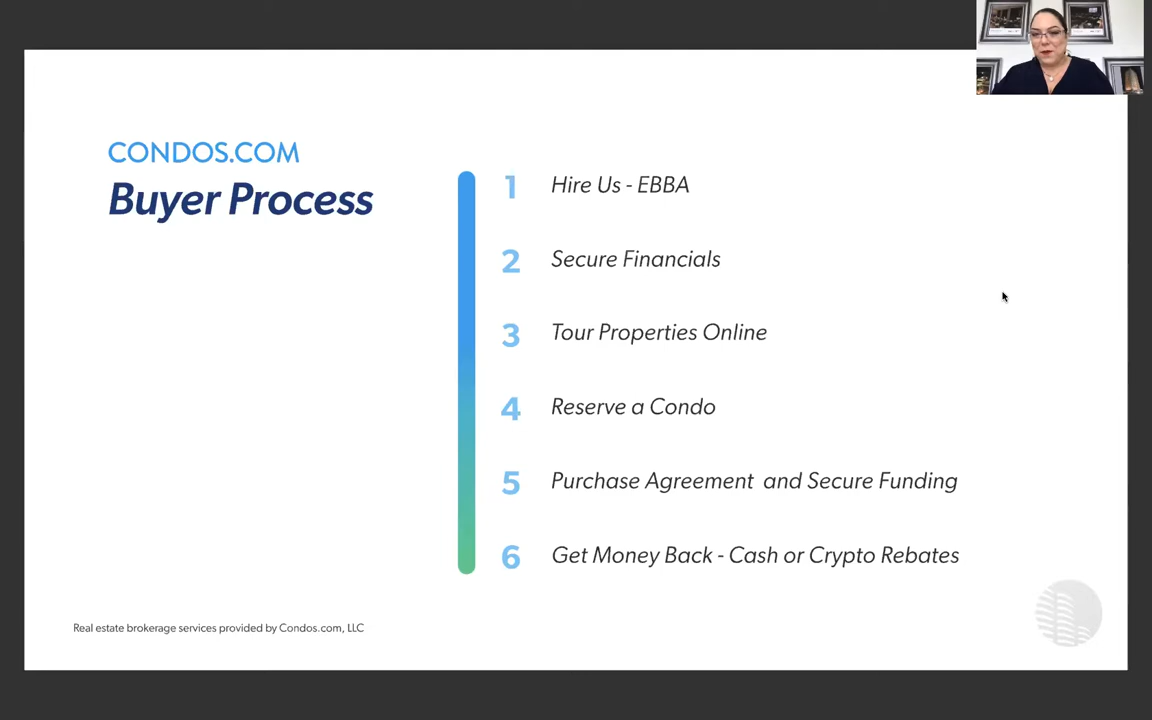 CONDOS.COM
Buyer Process
1 Hire Us - EBBA
2 Secure Financials
3 Tour Properties Online
4 Reserve a Condo
5 Purchase Agreement and Secure Funding
6 Get Money Back - Cash or Crypto Rebates
Real estate brokerage services provided by Condos.com, LLC